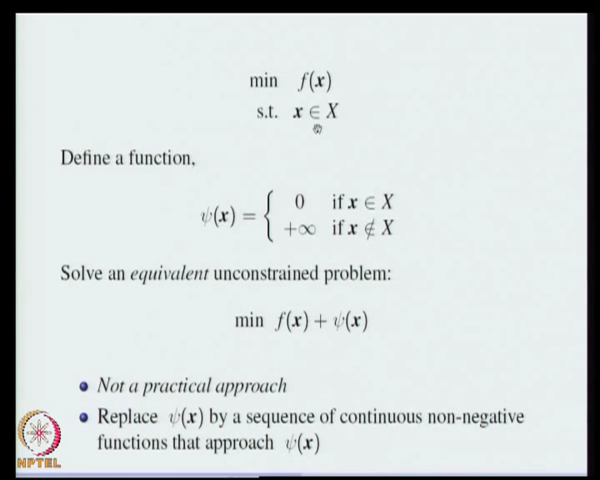 min f(x)
s.t. x ∈ X
Define a function,
ψ(x) = { 0 if x ∈ X
+∞ if x ∉ X
Solve an equivalent unconstrained problem:
min f(x) + ψ(x)
• Not a practical approach
• Replace ψ(x) by a sequence of continuous non-negative
functions that approach ψ(x)
NPTEL